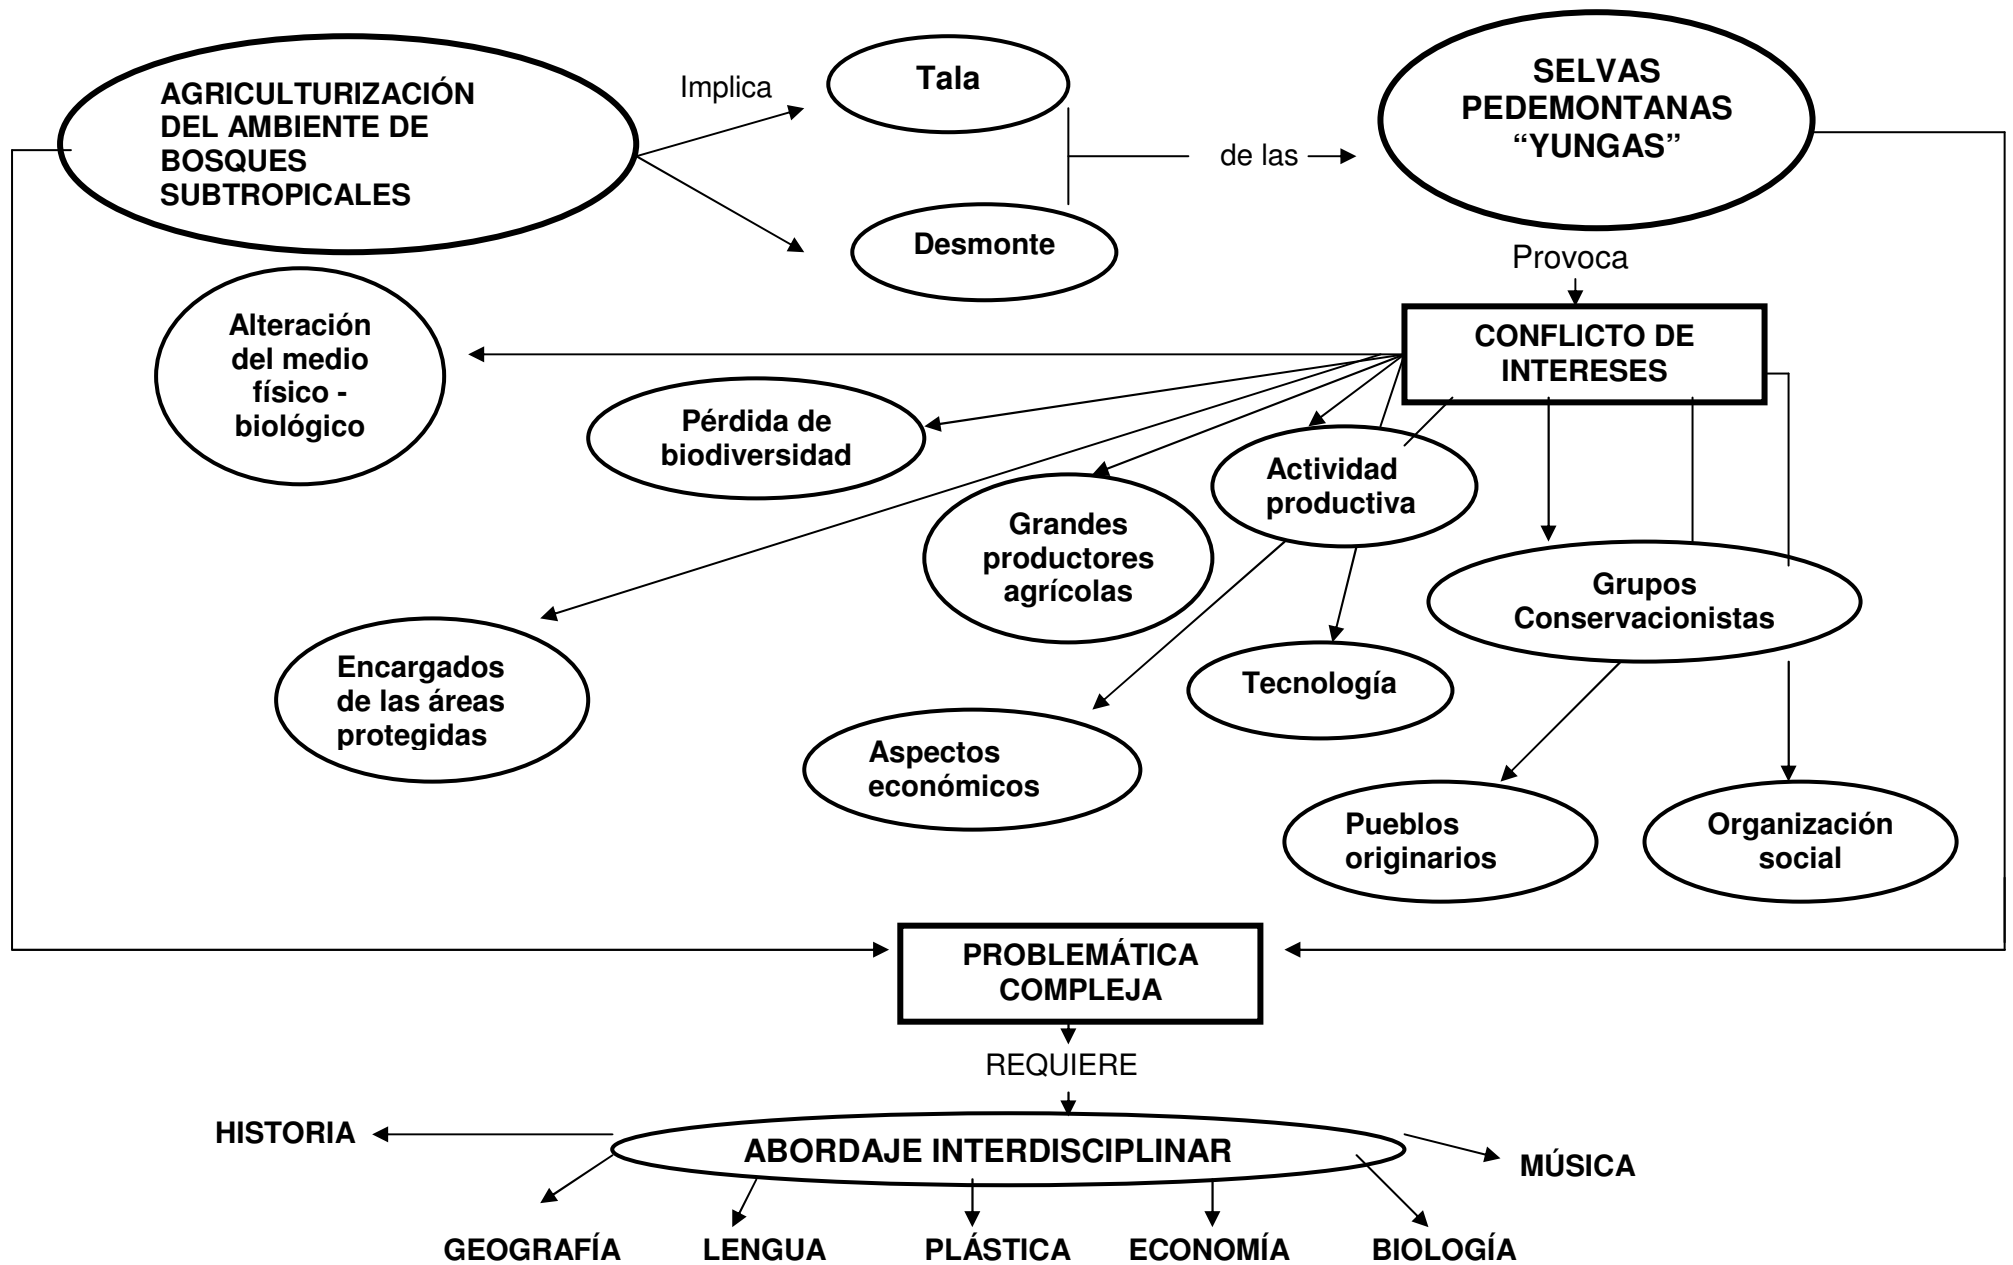 AGRICULTURIZACIÓN
DEL AMBIENTE DE
BOSQUES
SUBTROPICALES
Implica
Tala
Desmonte
de las
SELVAS
PEDEMONTANAS
“YUNGAS”
Provoca
CONFLICTO DE
INTERESES
Alteración
del medio
físico -
biológico
Pérdida de
biodiversidad
Grandes
productores
agrícolas
Actividad
productiva
Grupos
Conservacionistas
Encargados
de las áreas
protegidas
Aspectos
económicos
Tecnología
Pueblos
originarios
Organización
social
PROBLEMÁTICA
COMPLEJA
REQUIERE
ABORDAJE INTERDISCIPLINAR
HISTORIA
MÚSICA
GEOGRAFÍA
LENGUA
PLÁSTICA
ECONOMÍA
BIOLOGÍA